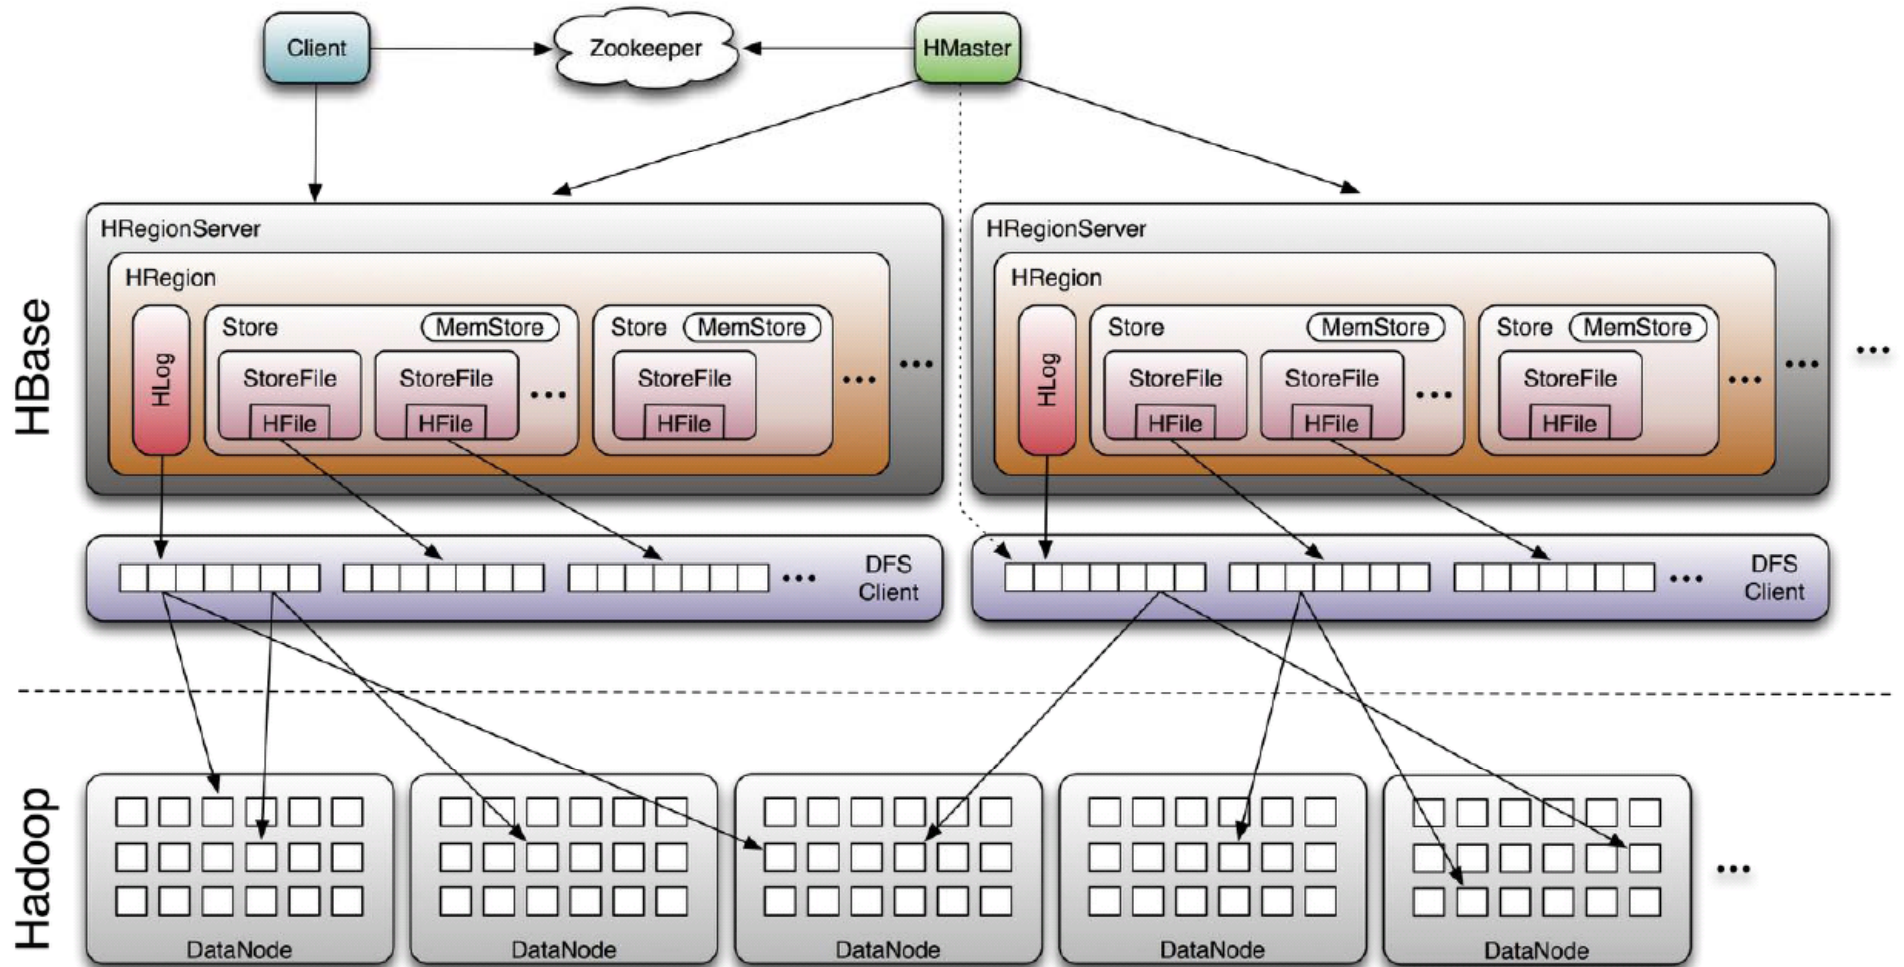 Client
Zookeeper
HMaster
HBase
HRegionServer
HRegion
HLog
Store
MemStore
StoreFile
HFile
StoreFile
HFile
...
Store
MemStore
StoreFile
HFile
...
...
HRegionServer
HRegion
HLog
Store
MemStore
StoreFile
HFile
StoreFile
HFile
...
Store
MemStore
StoreFile
HFile
...
...
...
...
DFS
Client
...
DFS
Client
Hadoop
DataNode
DataNode
DataNode
DataNode
DataNode
...